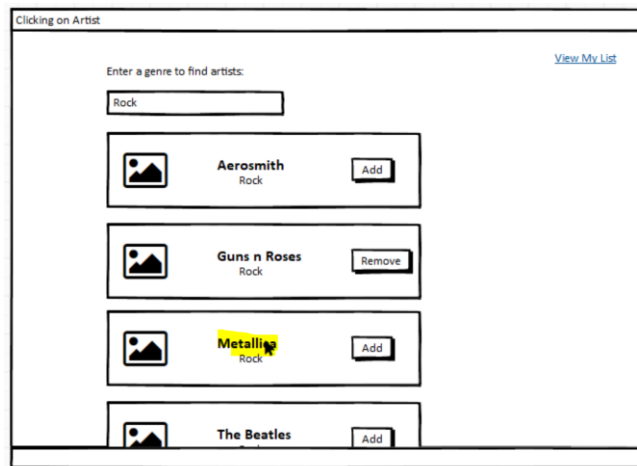 Clicking on Artist
View My List
Enter a genre to find artists:
Rock
Aerosmith
Rock
Add
Guns n Roses
Rock
Remove
Metallica
Rock
Add
The Beatles
Add